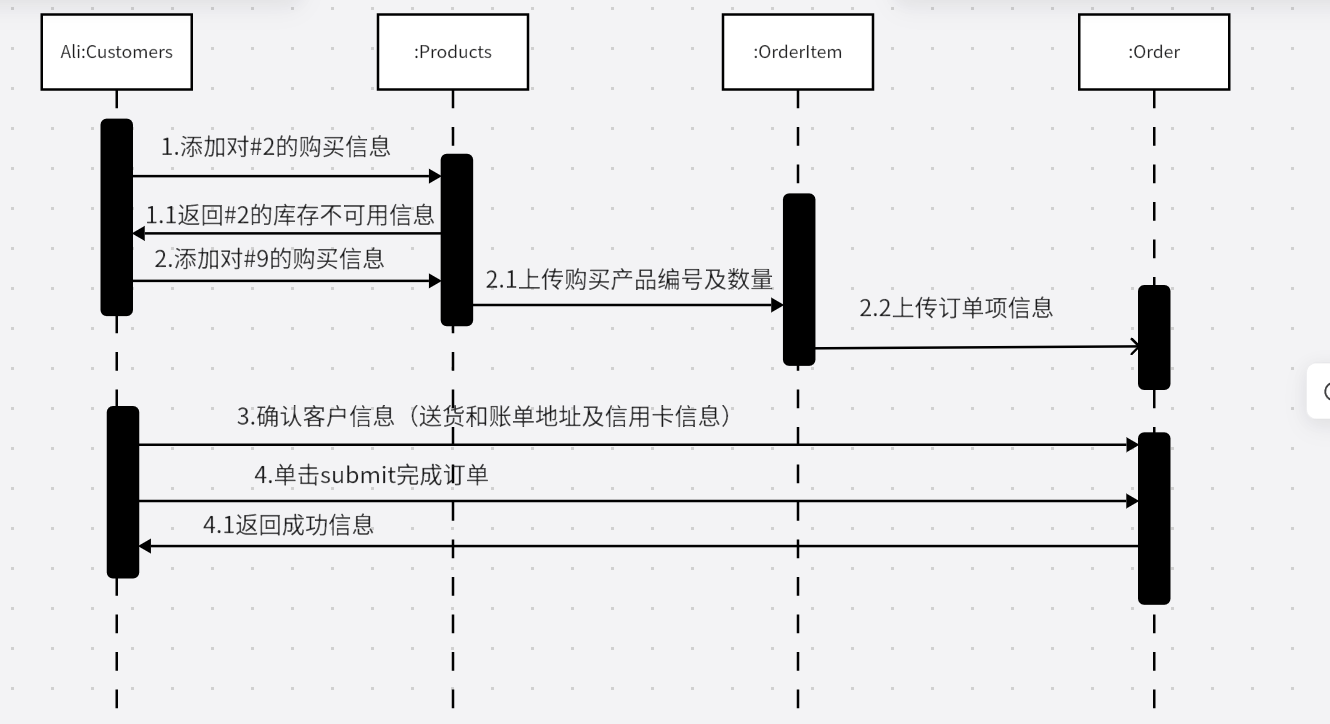 Ali:Customers
:Products
:OrderItem
:Order
1.添加对#2的购买信息
1.1返回#2的库存不可用信息
2.添加对#9的购买信息
2.1上传购买产品编号及数量
2.2上传订单项信息
3.确认客户信息（送货和账单地址及信用卡信息）
4.单击submit完成订单
4.1返回成功信息